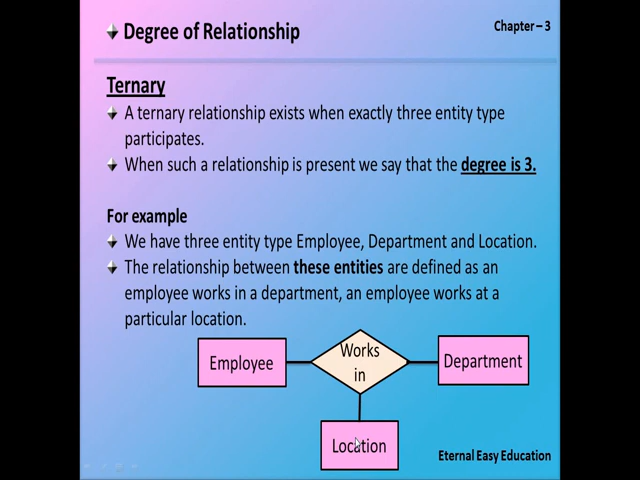 Degree of Relationship
Chapter – 3
Ternary
A ternary relationship exists when exactly three entity type
participates.
When such a relationship is present we say that the degree is 3.
For example
We have three entity type Employee, Department and Location.
The relationship between these entities are defined as an
employee works in a department, an employee works at a
particular location.
Works
in
Employee
Department
Location
Eternal Easy Education